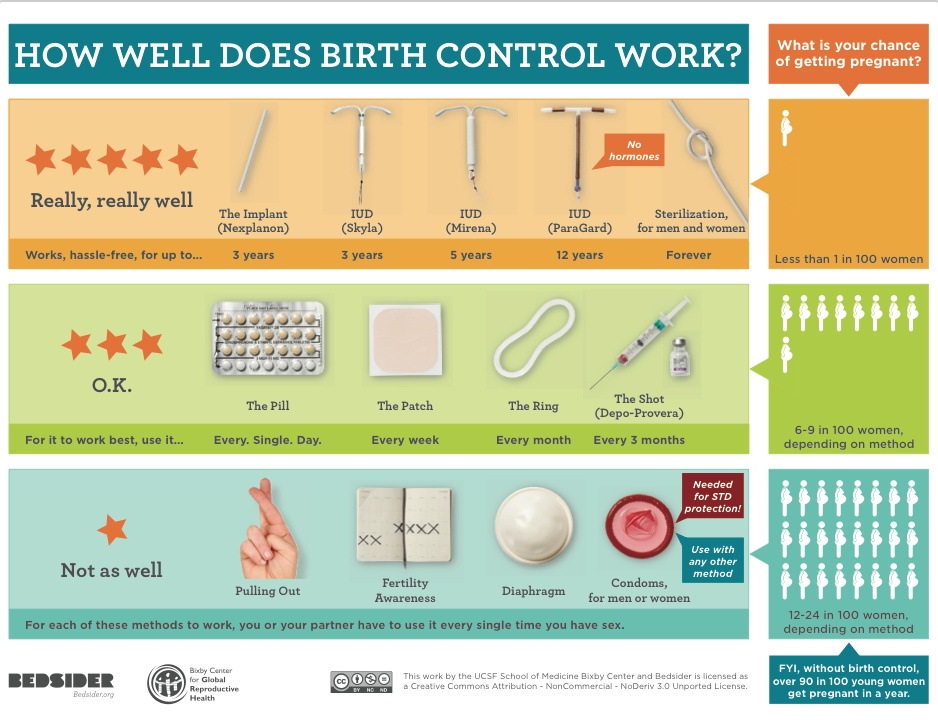 HOW WELL DOES BIRTH CONTROL WORK?
What is your chance
of getting pregnant?
No
hormones
Really, really well
The Implant
(Nexplanon)
IUD
(Skyla)
IUD
(Mirena)
IUD
(ParaGard)
Sterilization,
for men and women
Works, hassle-free, for up to...
3 years
3 years
5 years
12 years
Forever
Less than 1 in 100 women
O.K.
The Pill
The Patch
The Ring
The Shot
(Depo-Provera)
For it to work best, use it...
Every. Single. Day.
Every week
Every month
Every 3 months
6-9 in 100 women,
depending on method
Needed
for STD
protection!
Use with
any other
method
Not as well
Pulling Out
Fertility
Awareness
Diaphragm
Condoms,
for men or women
For each of these methods to work, you or your partner have to use it every single time you have sex.
12-24 in 100 women,
depending on method
FYI, without birth control,
over 90 in 100 young women
get pregnant in a year.
BEDSIDER
Bedsider.org
Bixby Center
for Global
Reproductive
Health
cc
BY NC ND
This work by the UCSF School of Medicine Bixby Center and Bedsider is licensed as
a Creative Commons Attribution - NonCommercial - NoDeriv 3.0 Unported License.